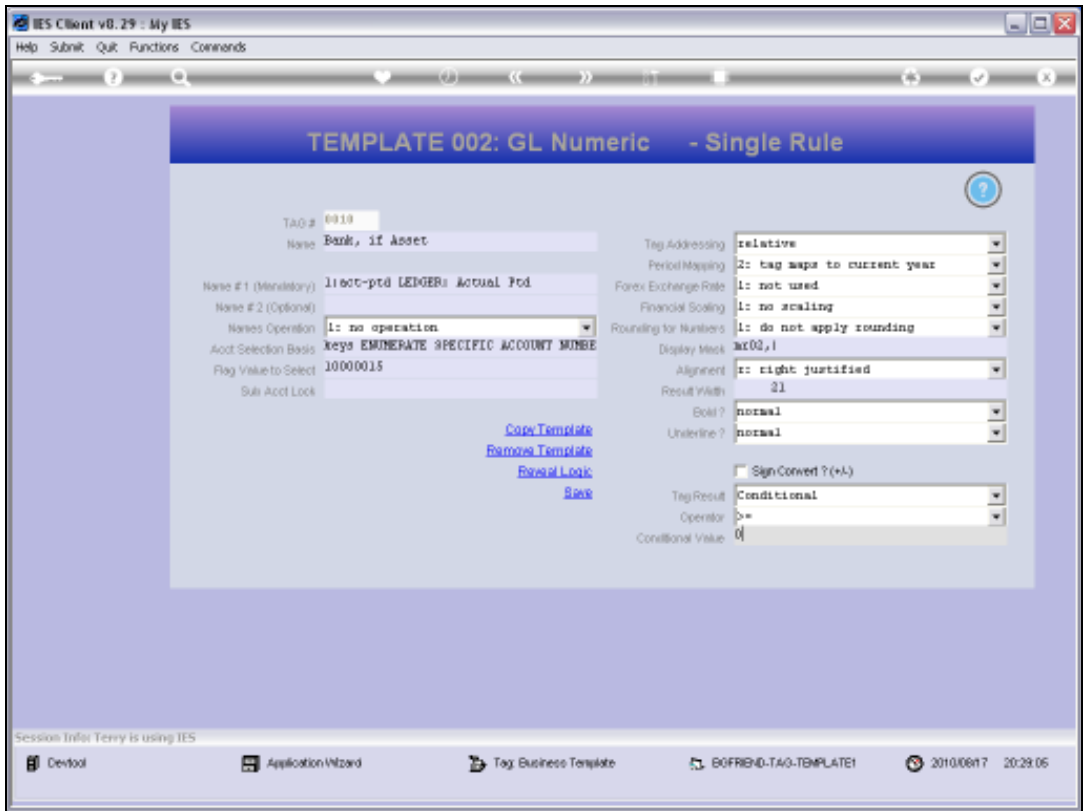 IES Client v8.29 : My IES
Help Submit Quit Functions Commands
TEMPLATE 002: GL Numeric - Single Rule
TAG # 0010
Name Bank, if Asset
Name # 1 (Mandatory) 1:act-ptd LEDGER: Actual Ptd
Name # 2 (Optional)
Names Operation 1: no operation
Acct Selection Basis keys ENUMERATE SPECIFIC ACCOUNT NUMBE
Flag Value to Select 10000015
Sub Acct Lock
Copy Template
Remove Template
Reveal Logic
Save
Tag Addressing relative
Period Mapping 2: tag maps to current year
Forex Exchange Rate 1: not used
Financial Scaling 1: no scaling
Rounding for Numbers 1: do not apply rounding
Display Mask
Alignment r: right justified
Result Width 21
Bold ? normal
Underline ? normal
Sign Convert ? (+/-)
Tag Result Conditional
Operator >=
Conditional Value 0
Session Info: Terry is using IES
Devtool Application Wizard Tag: Business Template BGFRIEND-TAG-TEMPLATE1 2010/08/17 20:29:05